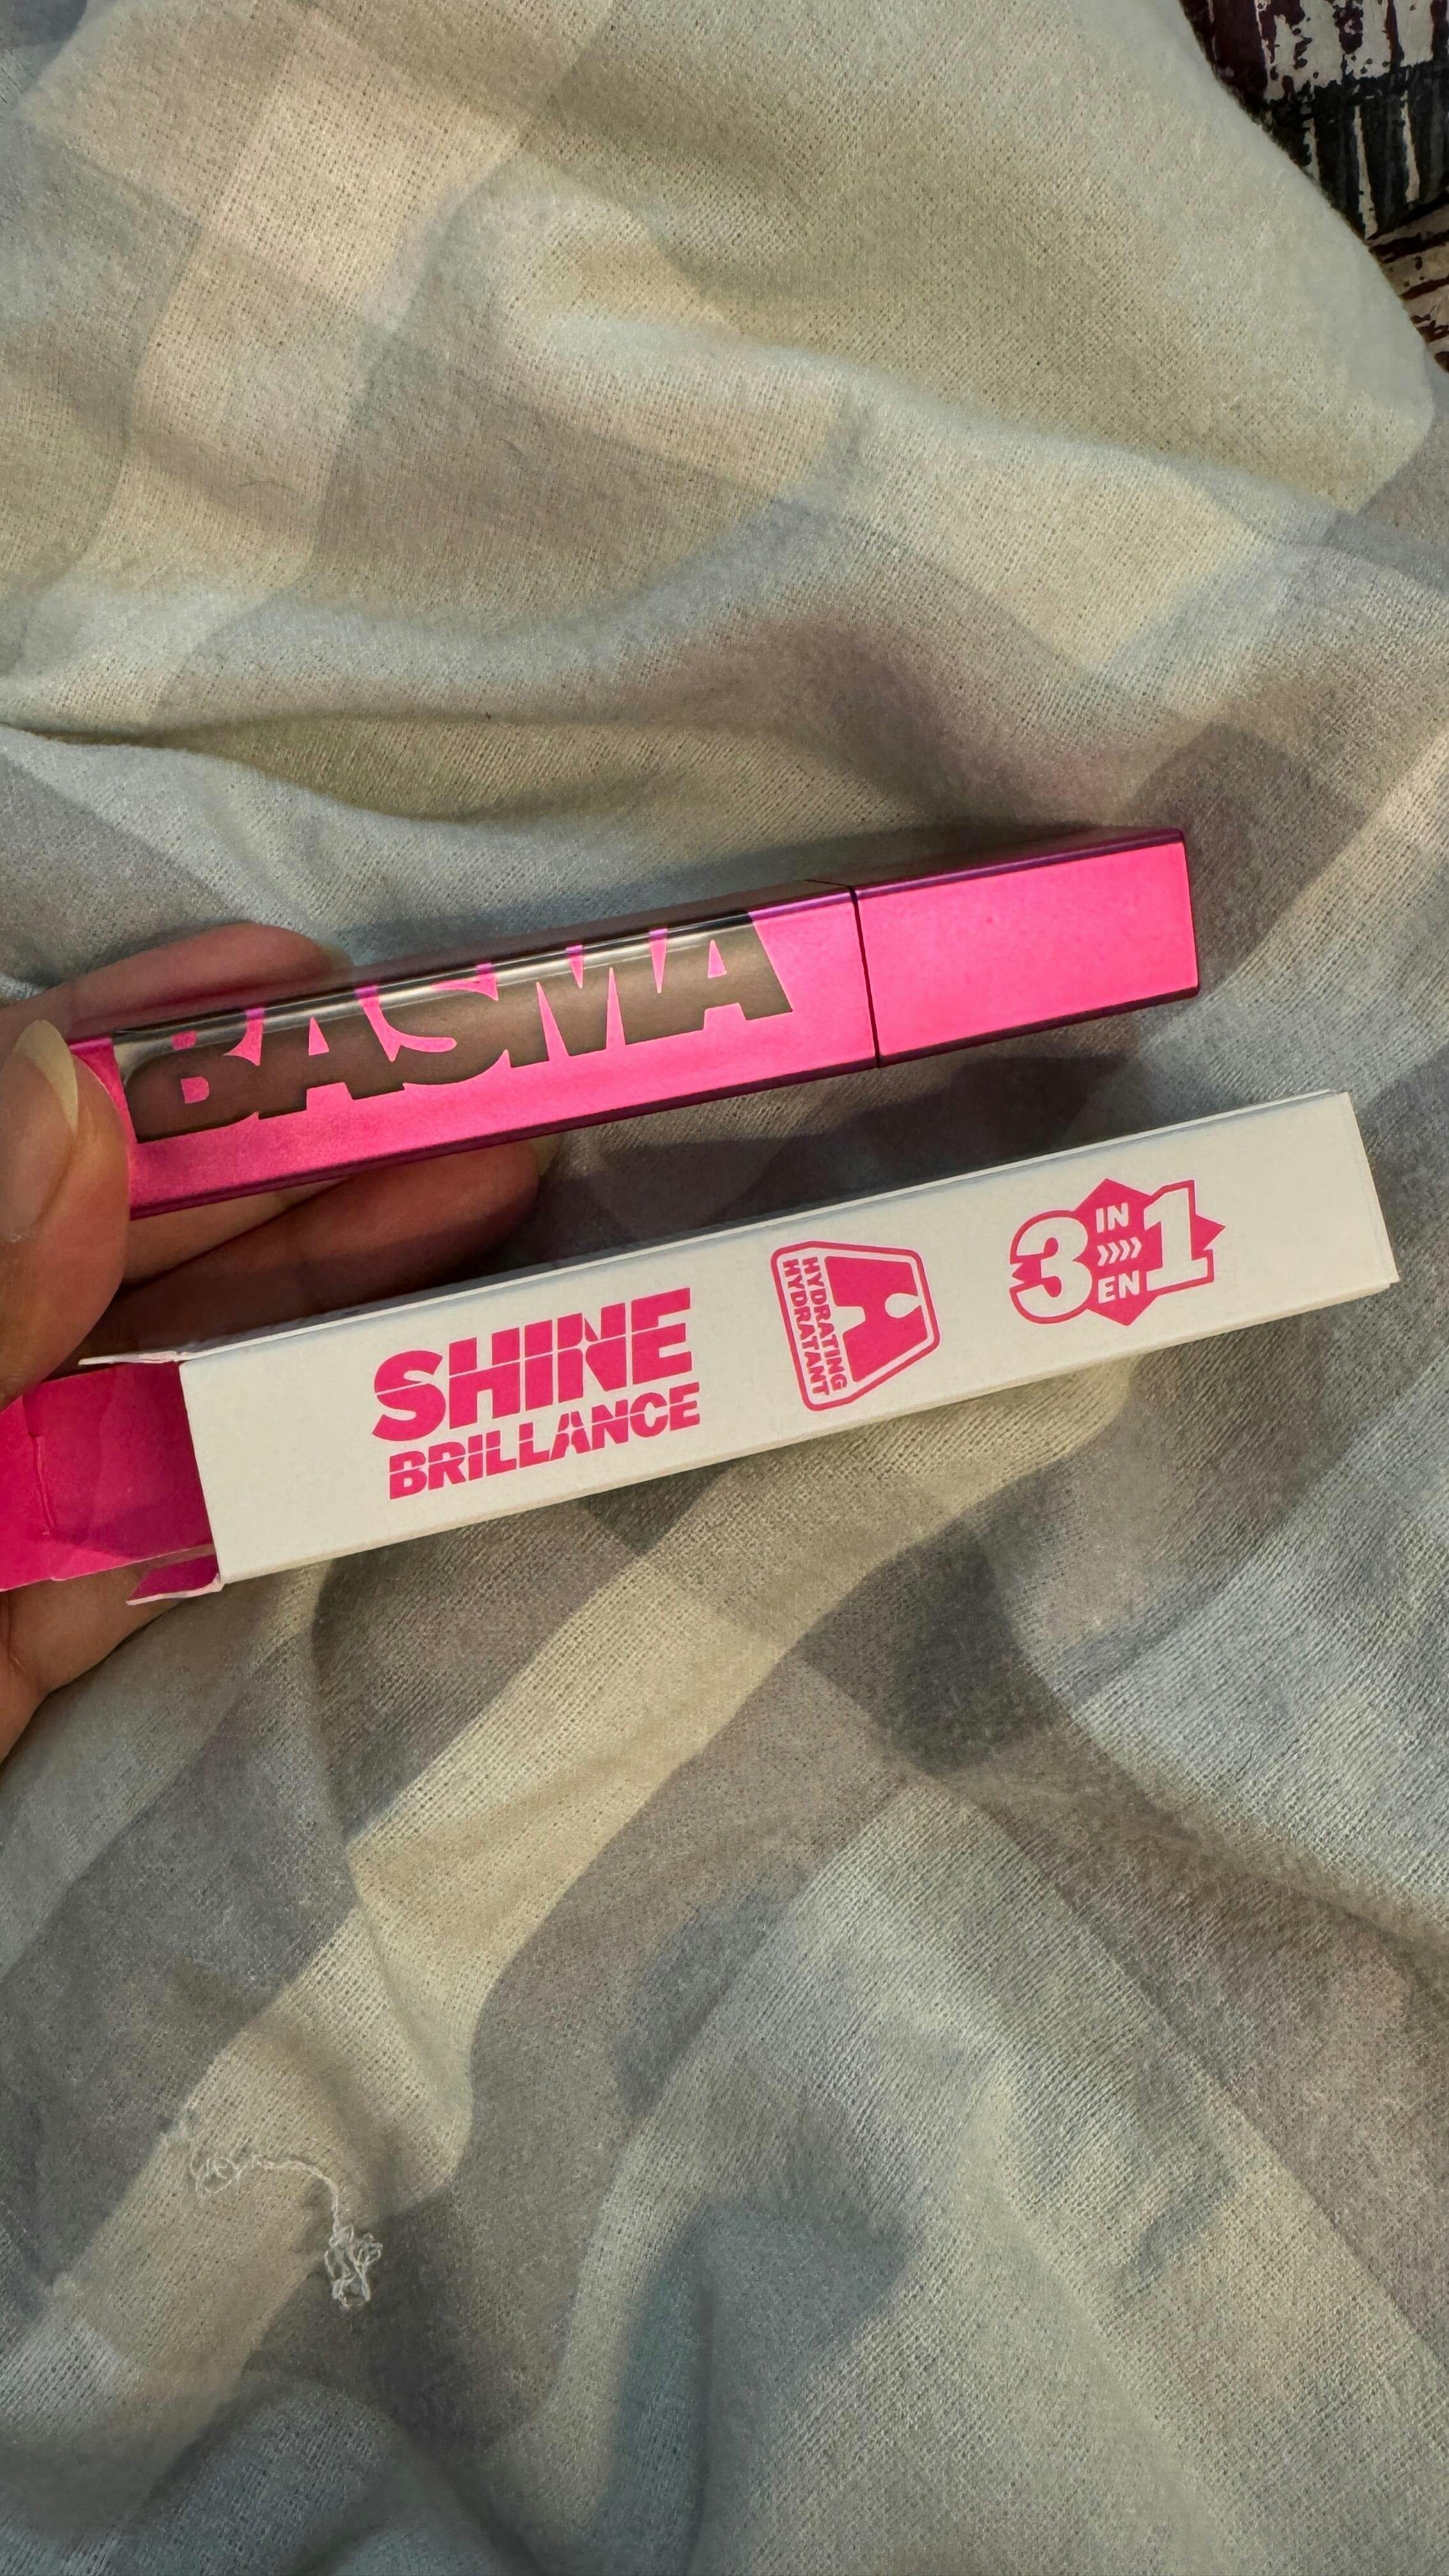 BASMA
SHINE
BRILLANCE
A
HYDRATING
HYDRATANT
3 IN 1
EN